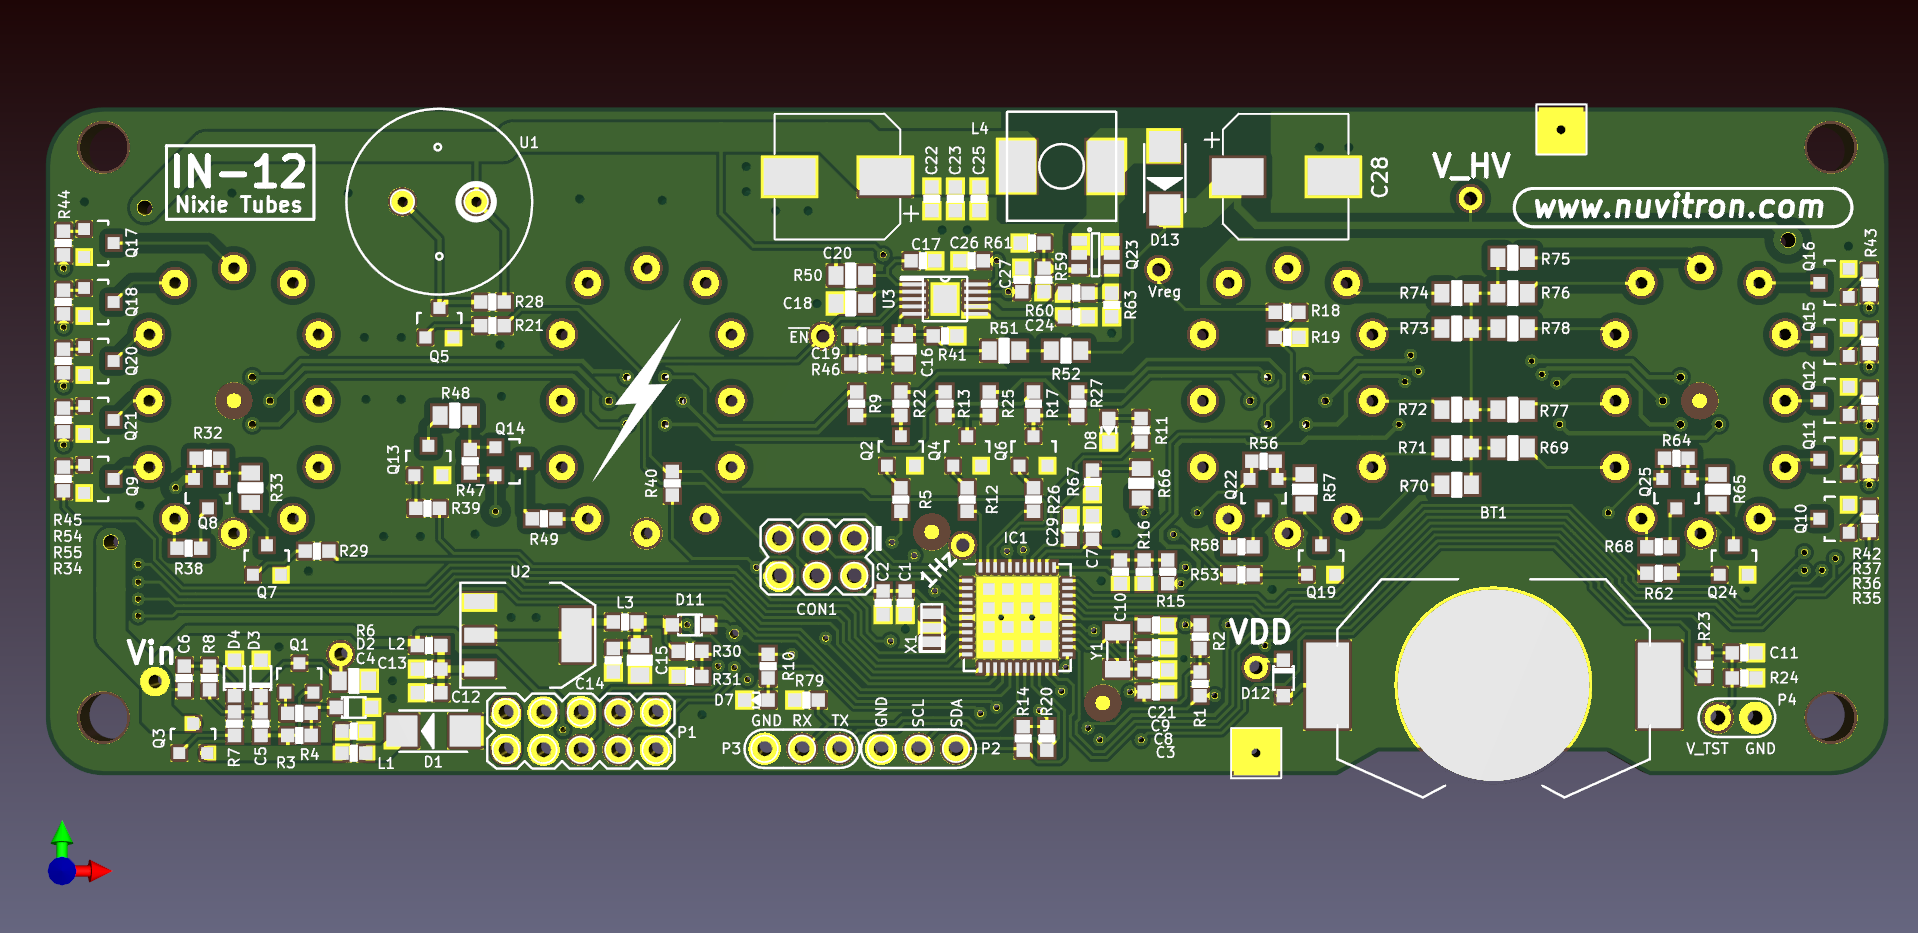 IN-12
Nixie Tubes
U1
L4
C22
C23
C25
C28
V_HV
www.nuvitron.com
D13
R44
Q17
Q18
Q20
Q21
Q9
R45
R54
R55
R34
R28
R21
Q5
C20
R50
C18
C17
C26
R61
C27
R59
Q23
U3
R60
C24
R63
Vreg
EN
C19
R46
C16
R41
R51
R52
R18
R19
R75
R74
R76
R73
R78
R72
R77
R71
R69
R70
BT1
R43
Q16
Q15
Q12
Q11
Q10
R42
R37
R36
R35
R48
Q14
Q13
R47
R39
R49
R40
R32
R33
Q8
R38
R29
Q7
R9
R22
R13
R25
R17
R27
D8
R11
Q2
Q4
Q6
R5
R12
R26
R67
R66
C29
C7
R16
R56
Q22
R57
R58
R53
Q19
R64
Q25
R65
R68
R62
Q24
U2
CON1
C2
C1
1Hz
IC1
X1
C10
R15
Y1
R2
R1
VDD
D12
C21
C9
C8
C3
R14
R20
L3
D11
R30
R31
C15
C14
R10
D7
R79
GND
RX
TX
P3
GND
SCL
SDA
P2
P1
Vin
C6
R8
D4
D3
Q1
R6
D2
C4
L2
C13
C12
Q3
R7
C5
R3
R4
L1
D1
R23
C11
R24
P4
V_TST
GND